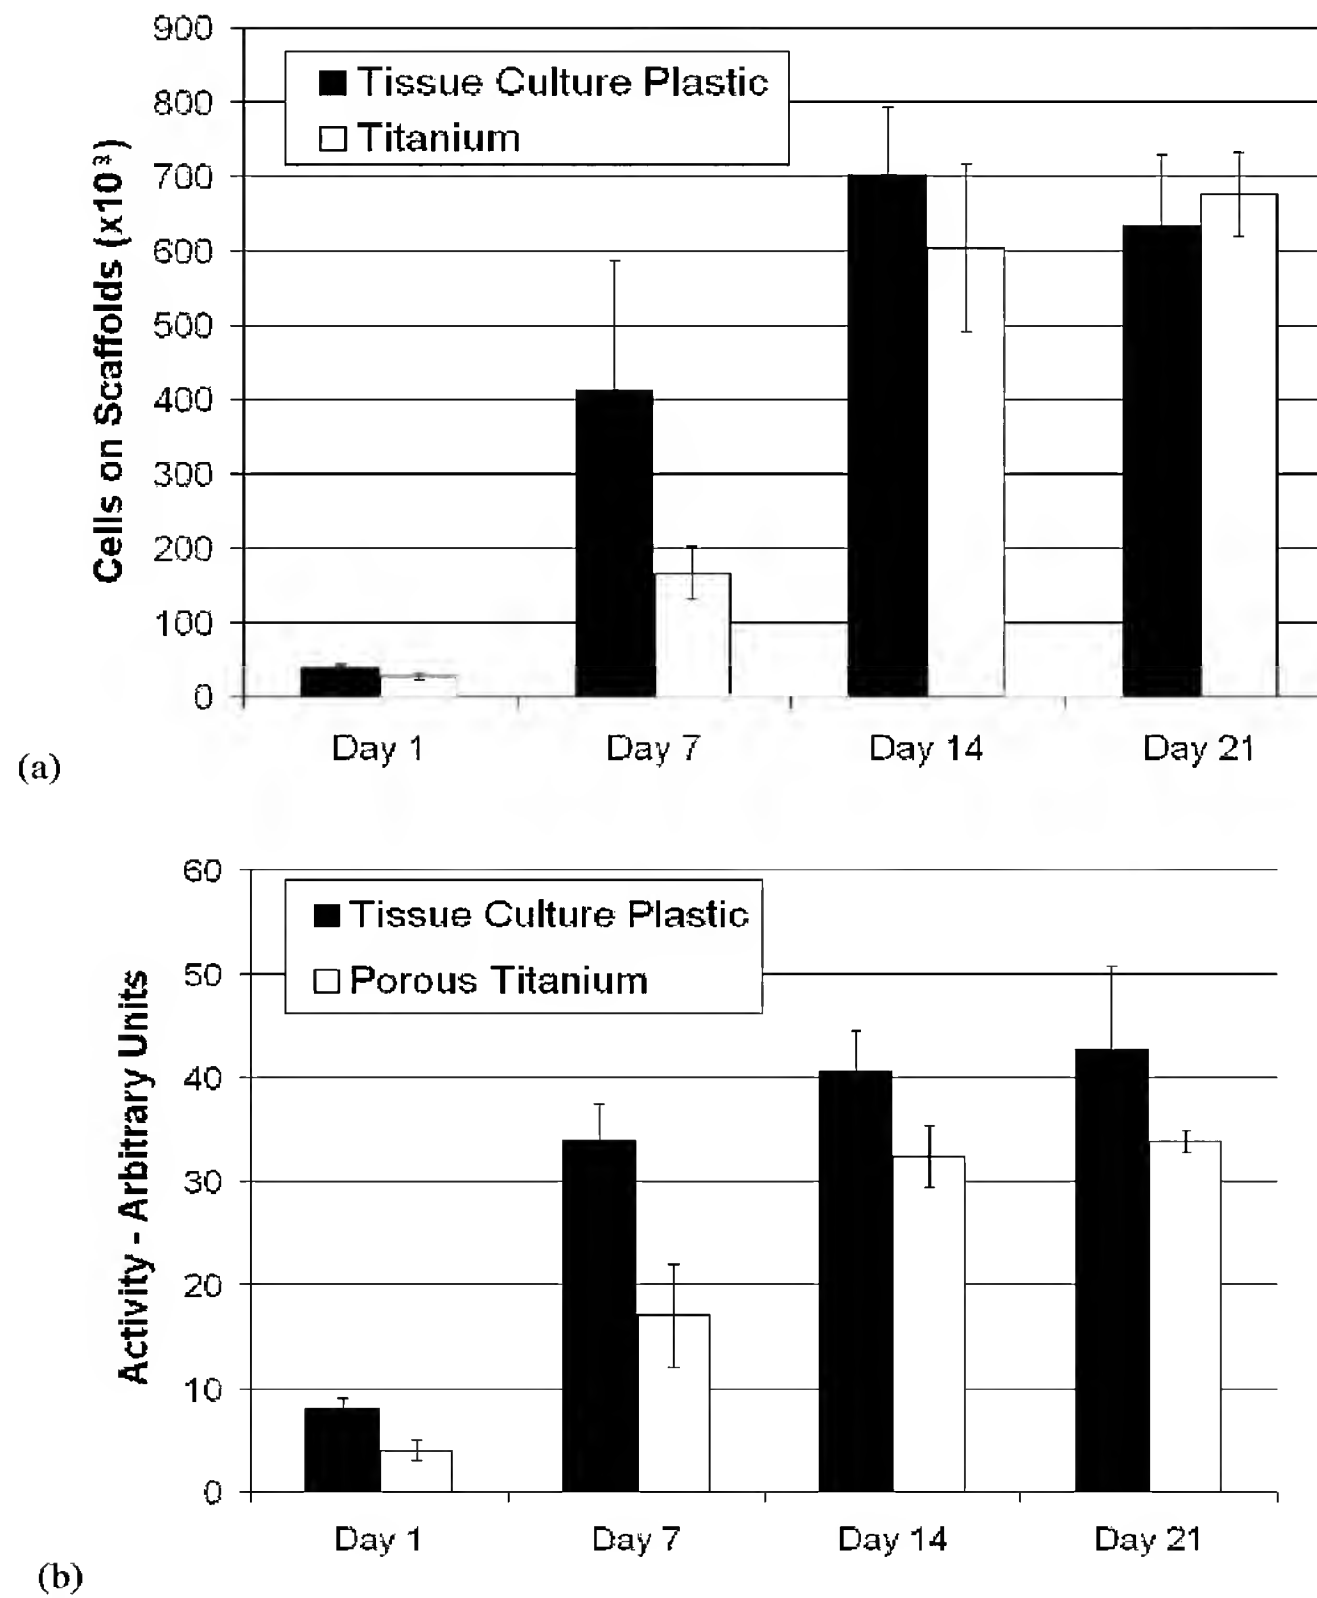 900
Tissue Culture Plastic
800
Titanium
700
600
500
400
300
200
100
0
Cells on Scaffolds (x10³)
Day 1 Day 7 Day 14 Day 21
(a)
60
Tissue Culture Plastic
50
Porous Titanium
40
30
20
10
0
Activity - Arbitrary Units
Day 1 Day 7 Day 14 Day 21
(b)